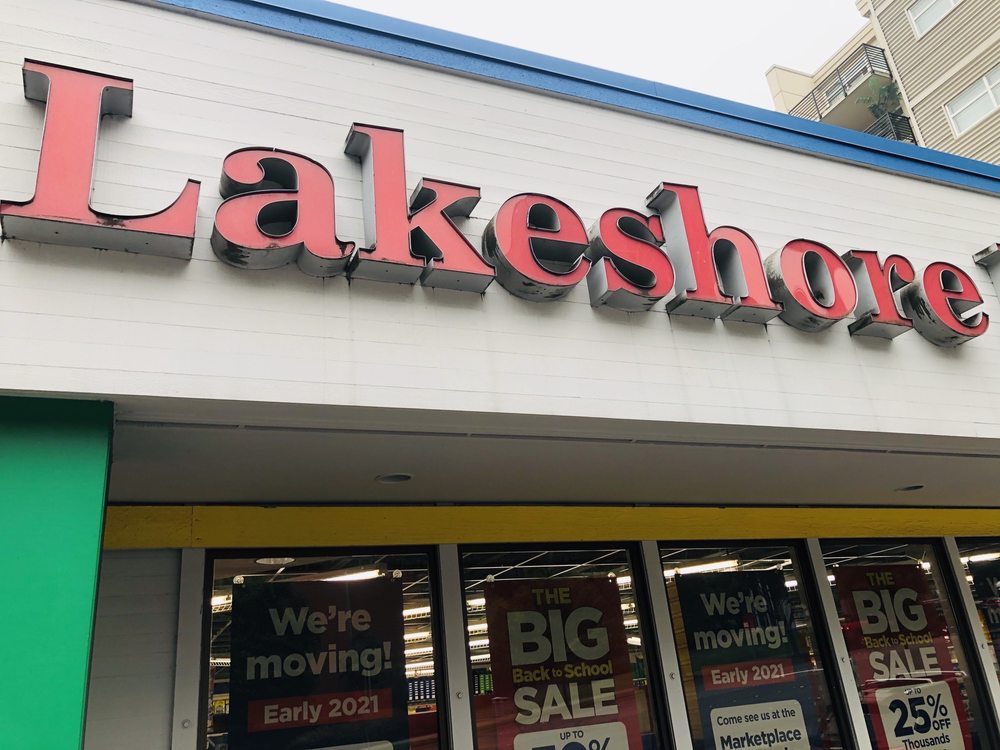 Lakeshore
We're
moving!
Early 2021
THE
BIG
Back to School
SALE
UP TO
We're
moving!
Early 2021
Come see us at the
Marketplace
THE
BIG
Back to School
SALE
UP TO
25% OFF
Thousands